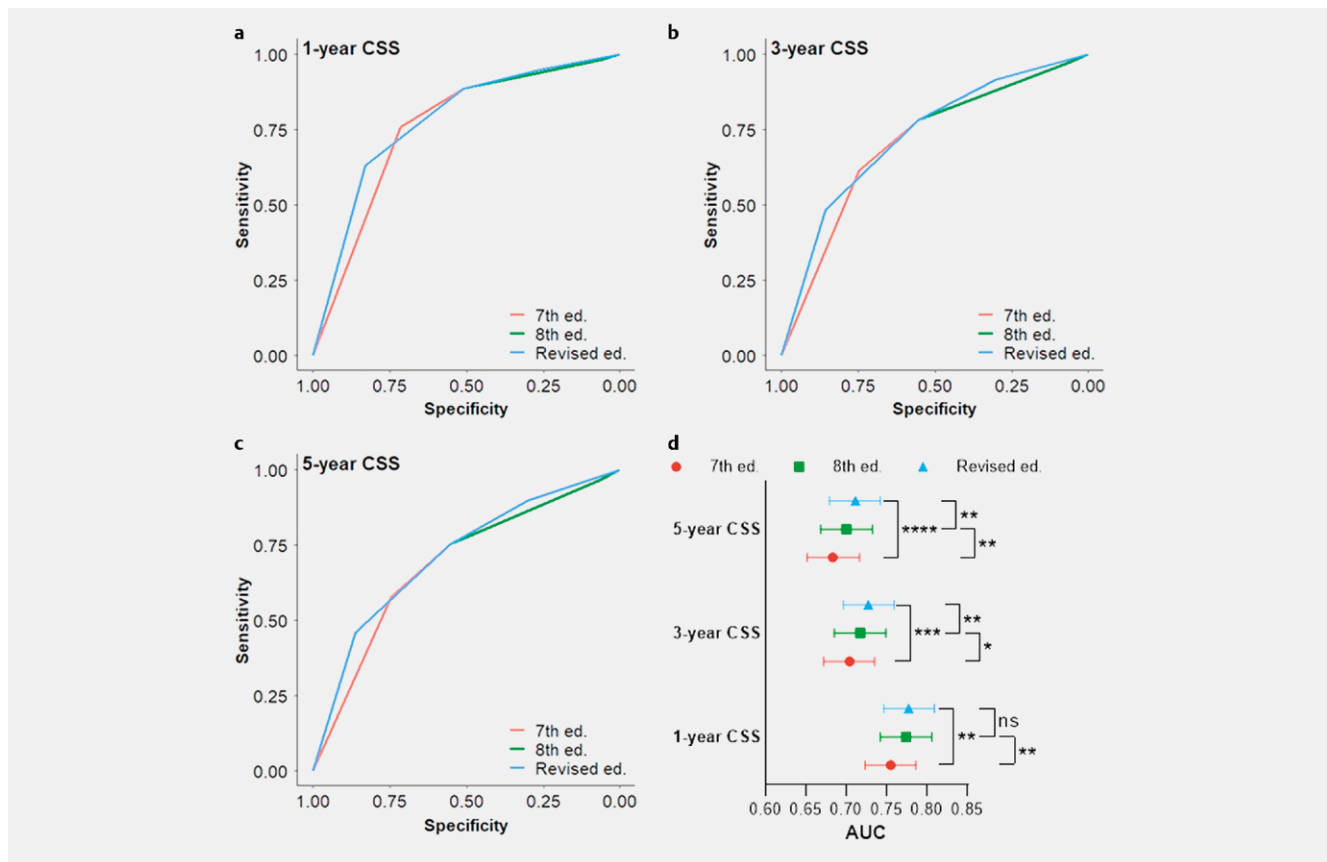 a
1-year CSS
1.00
0.75
0.50
0.25
0.00
Sensitivity
7th ed.
8th ed.
Revised ed.
1.00 0.75 0.50 0.25 0.00
Specificity
b
3-year CSS
1.00
0.75
0.50
0.25
0.00
Sensitivity
7th ed.
8th ed.
Revised ed.
1.00 0.75 0.50 0.25 0.00
Specificity
c
5-year CSS
1.00
0.75
0.50
0.25
0.00
Sensitivity
7th ed.
8th ed.
Revised ed.
1.00 0.75 0.50 0.25 0.00
Specificity
d
7th ed. 8th ed. Revised ed.
5-year CSS **** ** **
3-year CSS *** ** *
1-year CSS ** ns **
0.60 0.65 0.70 0.75 0.80 0.85
AUC